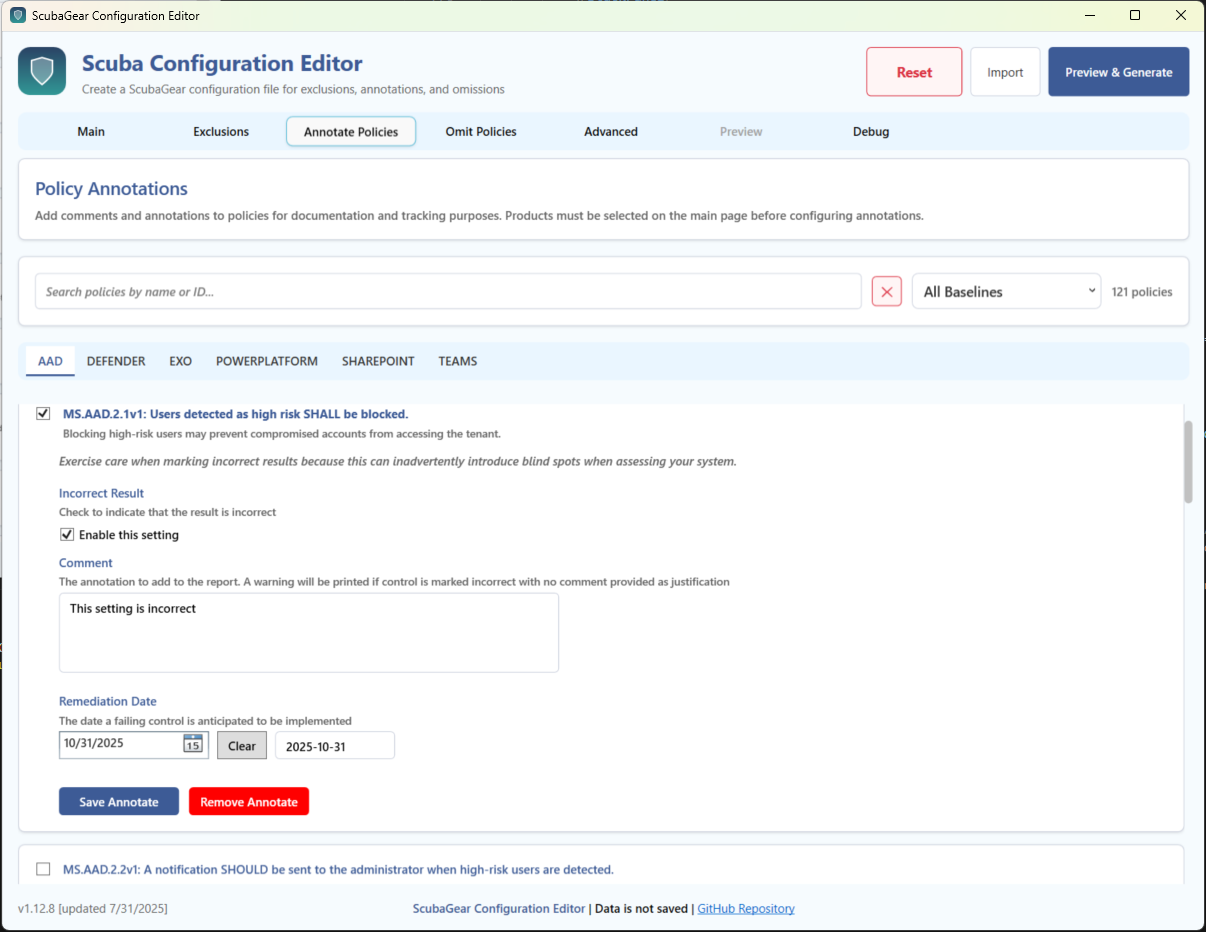 ScubaGear Configuration Editor
Scuba Configuration Editor
Create a ScubaGear configuration file for exclusions, annotations, and omissions
Reset
Import
Preview & Generate
Main
Exclusions
Annotate Policies
Omit Policies
Advanced
Preview
Debug
Policy Annotations
Add comments and annotations to policies for documentation and tracking purposes. Products must be selected on the main page before configuring annotations.
Search policies by name or ID...
All Baselines
121 policies
AAD
DEFENDER
EXO
POWERPLATFORM
SHAREPOINT
TEAMS
MS.AAD.2.1v1: Users detected as high risk SHALL be blocked.
Blocking high-risk users may prevent compromised accounts from accessing the tenant.
Exercise care when marking incorrect results because this can inadvertently introduce blind spots when assessing your system.
Incorrect Result
Check to indicate that the result is incorrect
Enable this setting
Comment
The annotation to add to the report. A warning will be printed if control is marked incorrect with no comment provided as justification
This setting is incorrect
Remediation Date
The date a failing control is anticipated to be implemented
10/31/2025
15
Clear
2025-10-31
Save Annotate
Remove Annotate
MS.AAD.2.2v1: A notification SHOULD be sent to the administrator when high-risk users are detected.
v1.12.8 [updated 7/31/2025]
ScubaGear Configuration Editor | Data is not saved | GitHub Repository